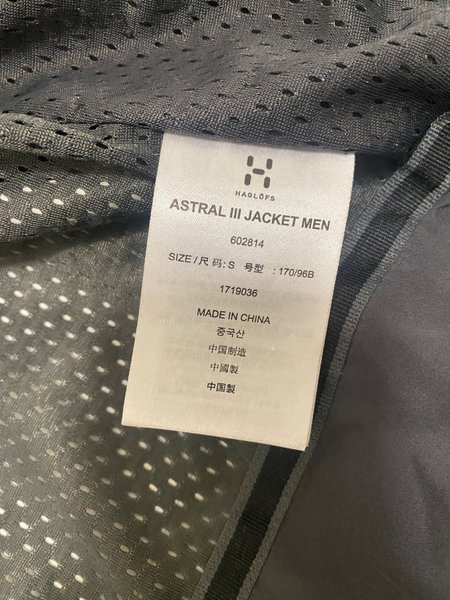 HAGLÖFS
ASTRAL III JACKET MEN
602814
SIZE / 尺 码: S 号型 : 170/96B
1719036
MADE IN CHINA
중국산
中国制造
中國製
中国製